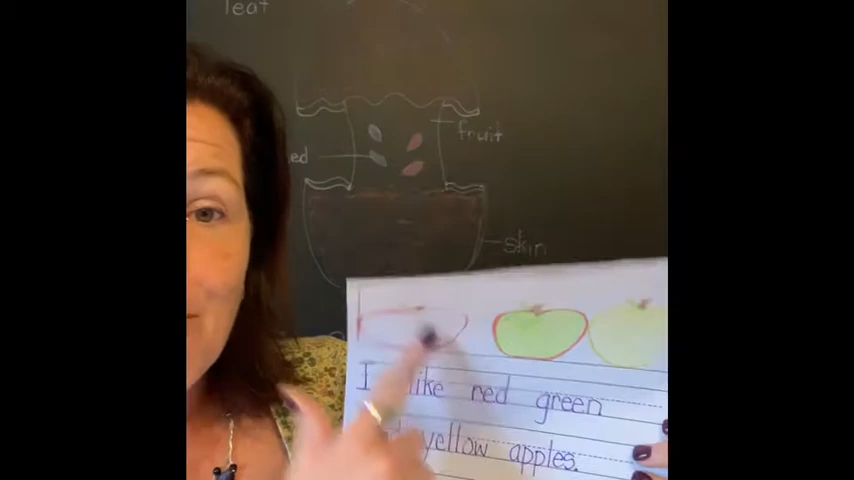 leaf
fruit
ed
skin
I like red green
yellow apples.